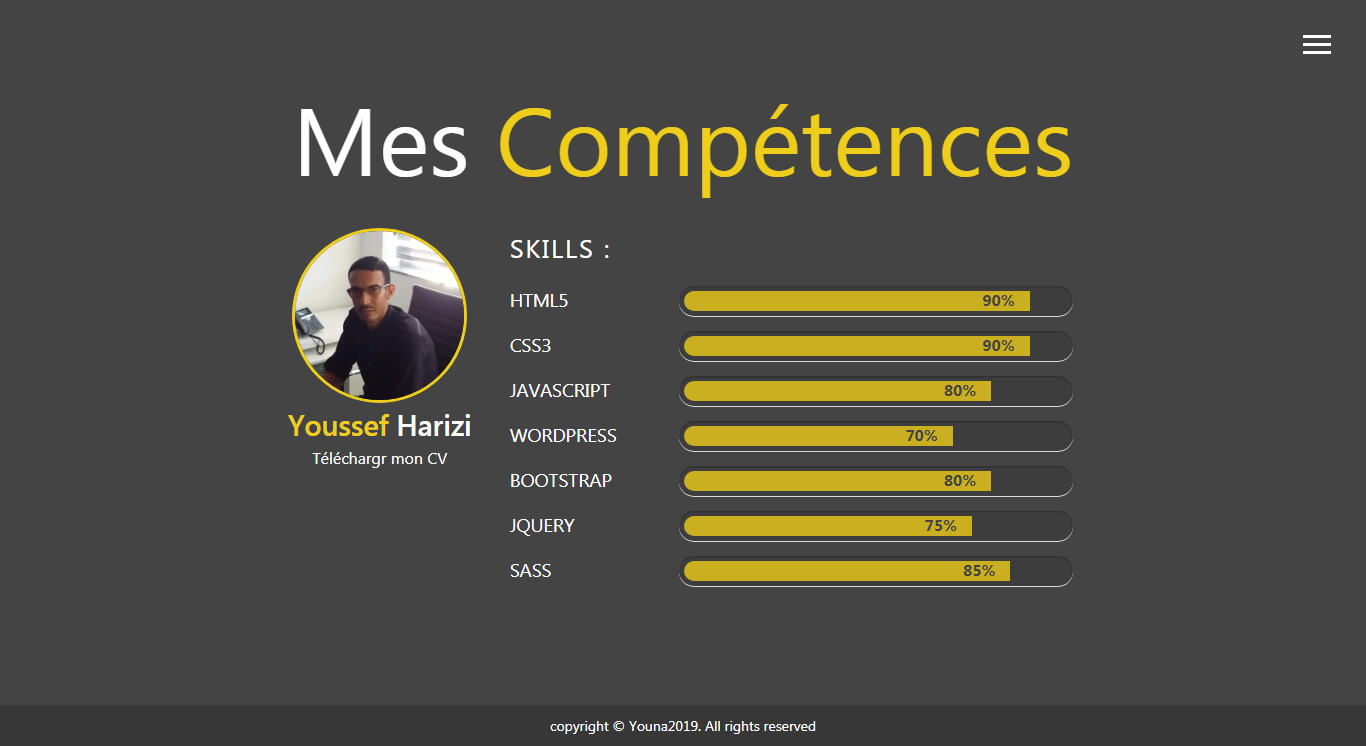 Mes Compétences
SKILLS :
HTML5 90%
CSS3 90%
JAVASCRIPT 80%
WORDPRESS 70%
BOOTSTRAP 80%
JQUERY 75%
SASS 85%
Youssef Harizi
Téléchargr mon CV
copyright © Youna2019. All rights reserved